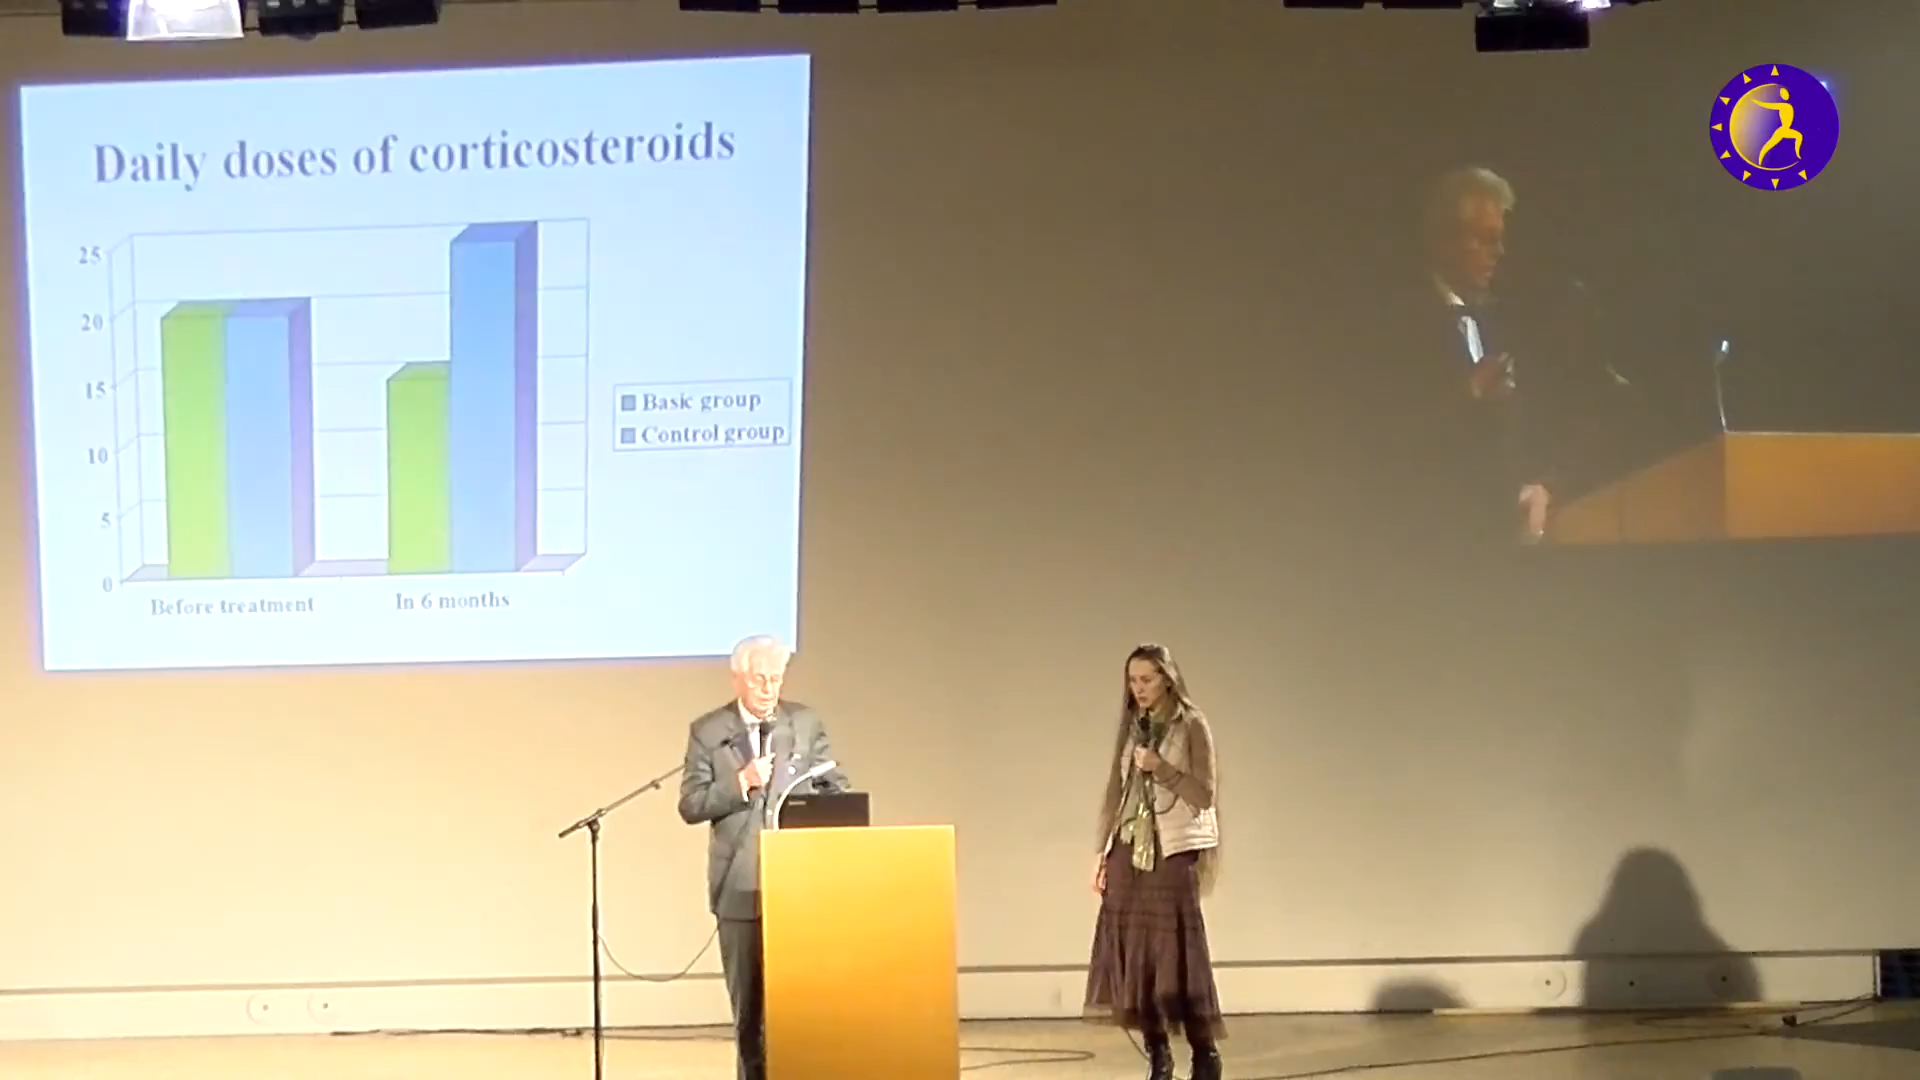 Daily doses of corticosteroids
25
20
15
10
5
0
Before treatment
In 6 months
Basic group
Control group